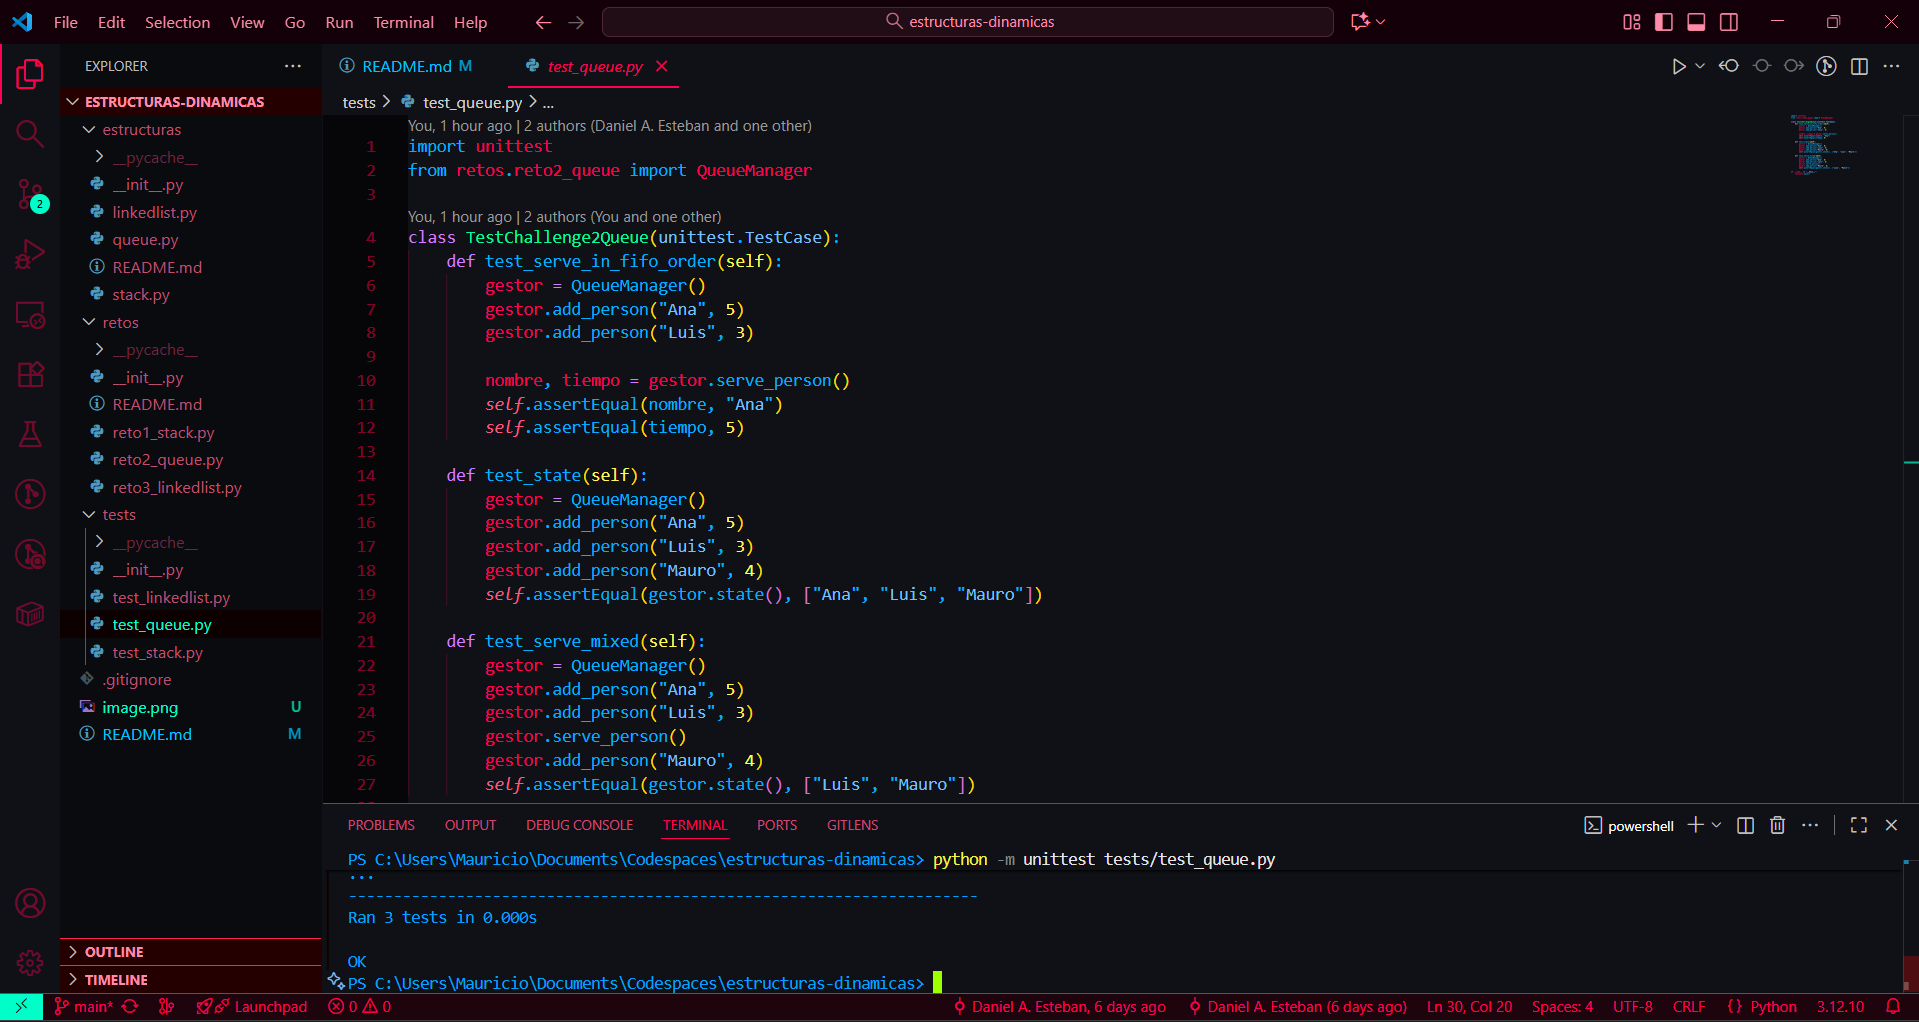 File Edit Selection View Go Run Terminal Help estructuras-dinamicas
EXPLORER
ESTRUCTURAS-DINAMICAS
estructuras
__pycache__
__init__.py
linkedlist.py
queue.py
README.md
stack.py
retos
__pycache__
__init__.py
README.md
reto1_stack.py
reto2_queue.py
reto3_linkedlist.py
tests
__pycache__
__init__.py
test_linkedlist.py
test_queue.py
test_stack.py
.gitignore
image.png U
README.md M
OUTLINE
TIMELINE
2
README.md M test_queue.py
tests > test_queue.py > ...
You, 1 hour ago | 2 authors (Daniel A. Esteban and one other)
1 import unittest
2 from retos.reto2_queue import QueueManager
3
You, 1 hour ago | 2 authors (You and one other)
4 class TestChallenge2Queue(unittest.TestCase):
5 def test_serve_in_fifo_order(self):
6 gestor = QueueManager()
7 gestor.add_person("Ana", 5)
8 gestor.add_person("Luis", 3)
9
10 nombre, tiempo = gestor.serve_person()
11 self.assertEqual(nombre, "Ana")
12 self.assertEqual(tiempo, 5)
13
14 def test_state(self):
15 gestor = QueueManager()
16 gestor.add_person("Ana", 5)
17 gestor.add_person("Luis", 3)
18 gestor.add_person("Mauro", 4)
19 self.assertEqual(gestor.state(), ["Ana", "Luis", "Mauro"])
20
21 def test_serve_mixed(self):
22 gestor = QueueManager()
23 gestor.add_person("Ana", 5)
24 gestor.add_person("Luis", 3)
25 gestor.serve_person()
26 gestor.add_person("Mauro", 4)
27 self.assertEqual(gestor.state(), ["Luis", "Mauro"])
PROBLEMS OUTPUT DEBUG CONSOLE TERMINAL PORTS GITLENS powershell
PS C:\Users\Mauricio\Documents\Codespaces\estructuras-dinamicas> python -m unittest tests/test_queue.py
...
----------------------------------------------------------------------
Ran 3 tests in 0.000s
OK
PS C:\Users\Mauricio\Documents\Codespaces\estructuras-dinamicas>
main* Launchpad 0 0 Daniel A. Esteban, 6 days ago Daniel A. Esteban (6 days ago) Ln 30, Col 20 Spaces: 4 UTF-8 CRLF {} Python 3.12.10